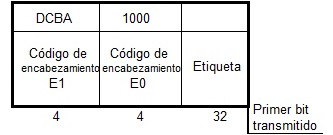 DCBA 1000
Código de encabezamiento E1
Código de encabezamiento E0
Etiqueta
4 4 32
Primer bit transmitido